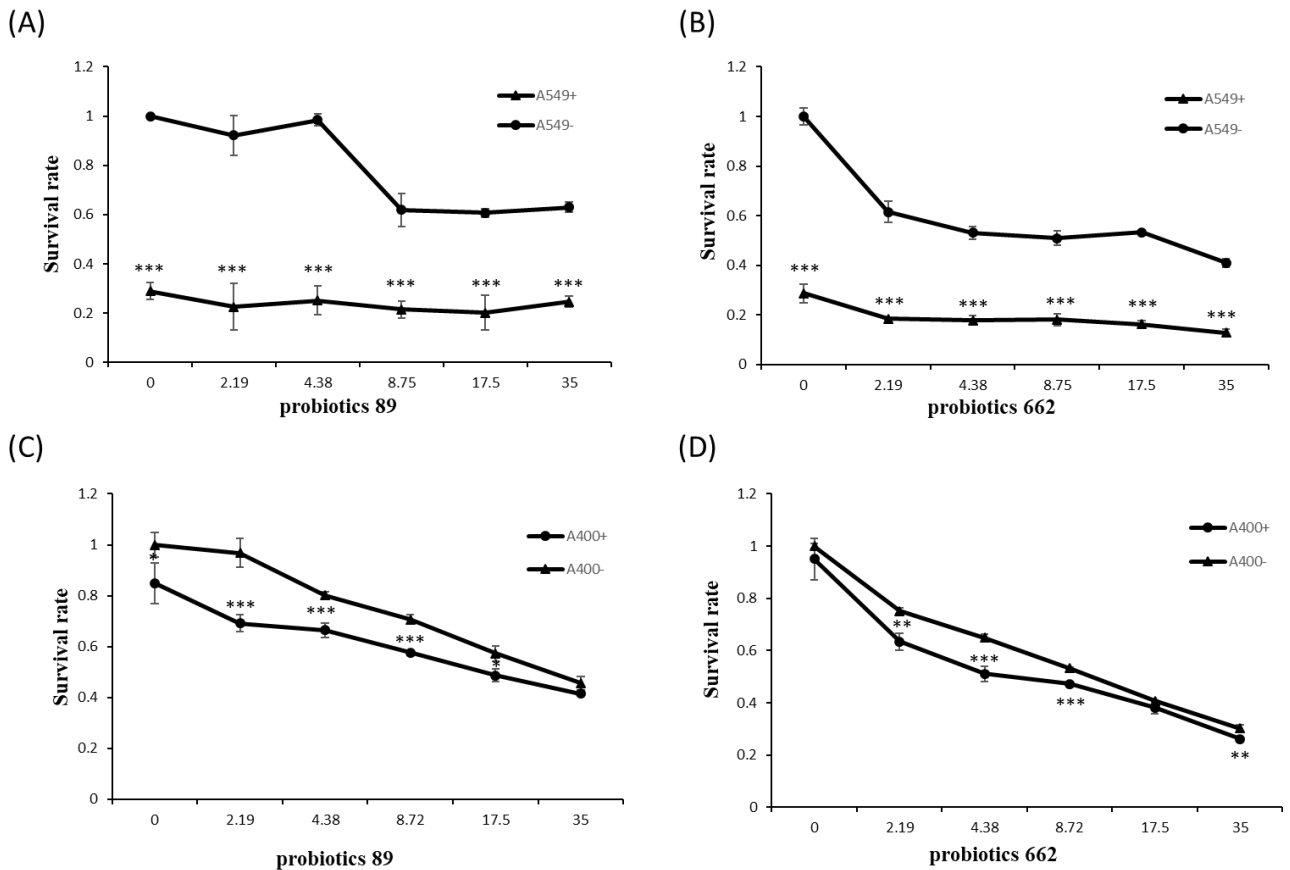 (A)
1.2
1
0.8
0.6
0.4
0.2
0
Survival rate
A549+
A549-
*** *** *** *** *** ***
0 2.19 4.38 8.75 17.5 35
probiotics 89
(B)
1.2
1
0.8
0.6
0.4
0.2
0
Survival rate
A549+
A549-
*** *** *** *** *** ***
0 2.19 4.38 8.75 17.5 35
probiotics 662
(C)
1.2
1
0.8
0.6
0.4
0.2
0
Survival rate
A400+
A400-
* *** *** *** *
0 2.19 4.38 8.72 17.5 35
probiotics 89
(D)
1.2
1
0.8
0.6
0.4
0.2
0
Survival rate
A400+
A400-
** *** *** **
0 2.19 4.38 8.72 17.5 35
probiotics 662